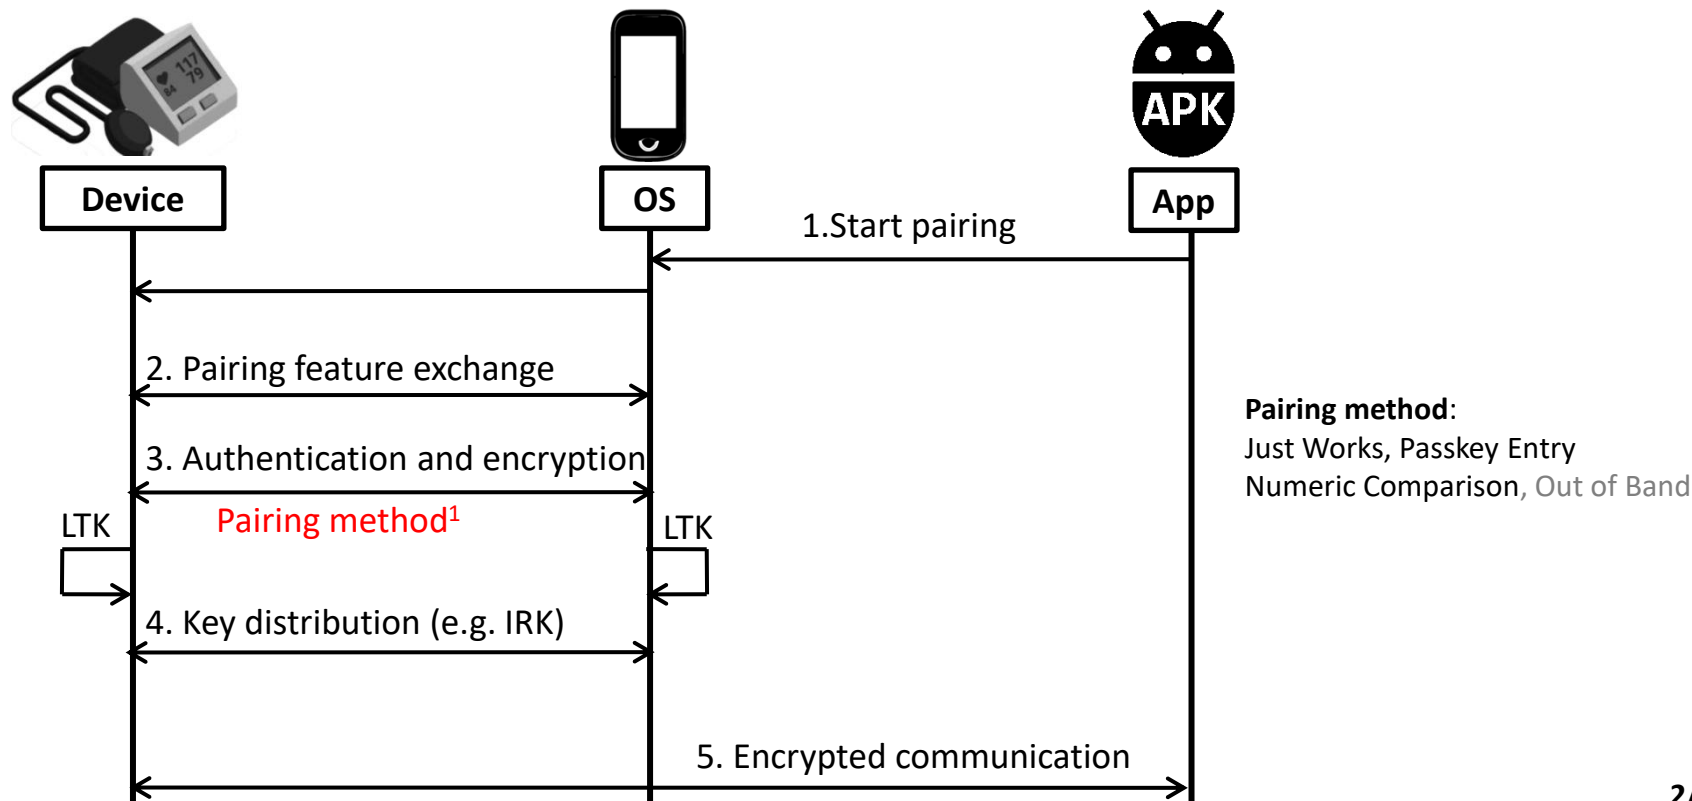 117
79
84
APK
Device
OS
App
1.Start pairing
2. Pairing feature exchange
3. Authentication and encryption
Pairing method¹
LTK
LTK
4. Key distribution (e.g. IRK)
5. Encrypted communication
Pairing method:
Just Works, Passkey Entry
Numeric Comparison, Out of Band